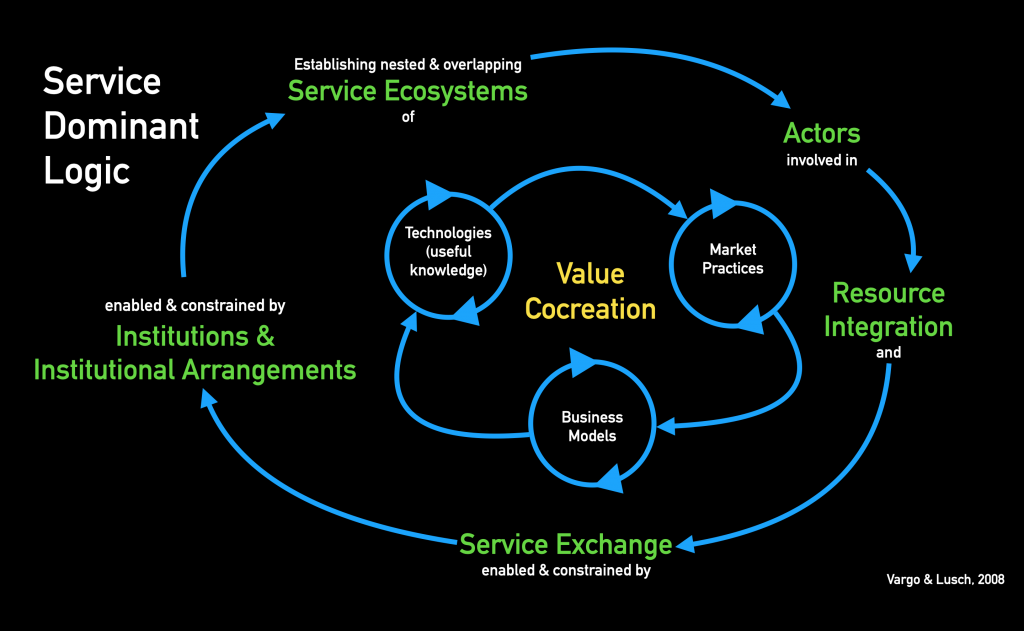 Service
Dominant
Logic
Establishing nested & overlapping
Service Ecosystems
of
Actors
involved in
Resource
Integration
and
Service Exchange
enabled & constrained by
enabled & constrained by
Institutions &
Institutional Arrangements
Technologies
(useful
knowledge)
Market
Practices
Business
Models
Value
Cocreation
Vargo & Lusch, 2008